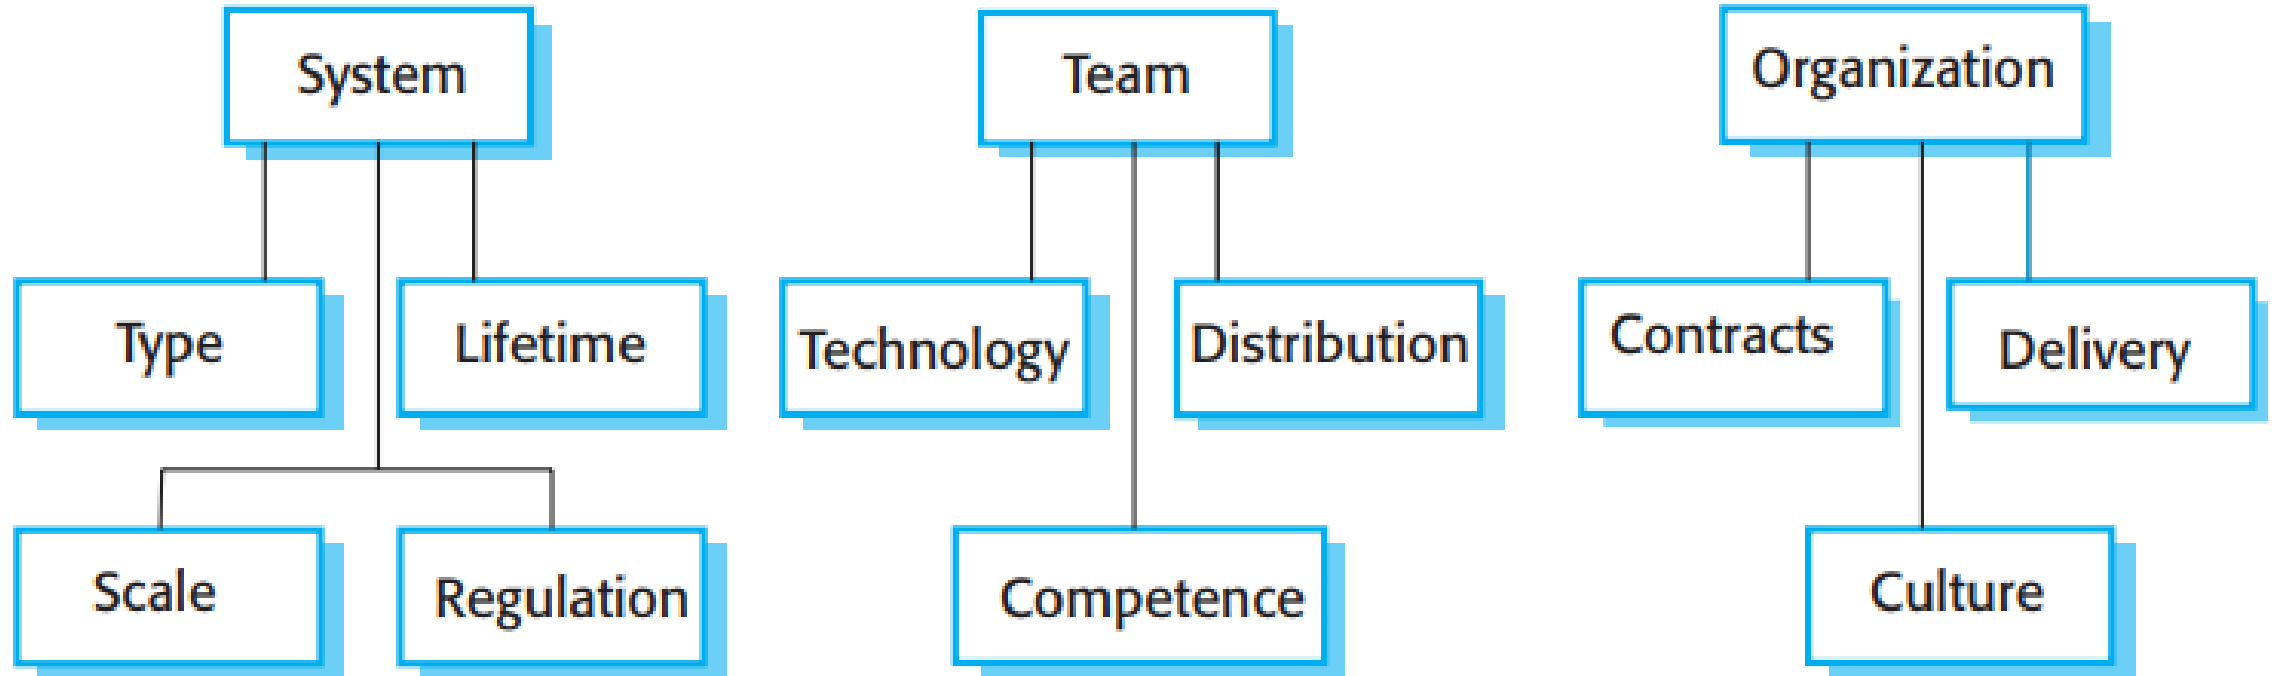 System
Type
Lifetime
Scale
Regulation
Team
Technology
Distribution
Competence
Organization
Contracts
Delivery
Culture